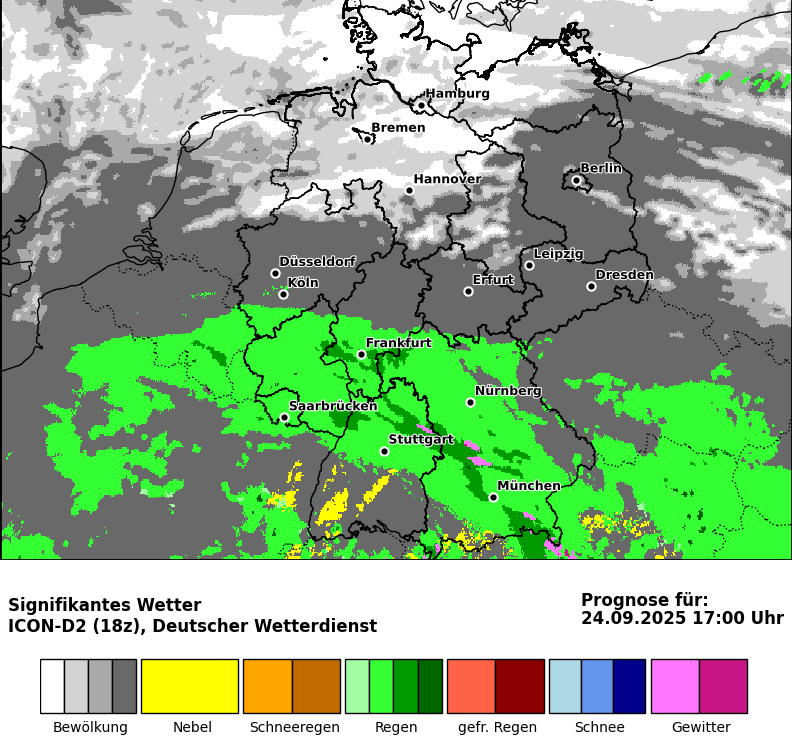 Hamburg
Bremen
Berlin
Hannover
Leipzig
Düsseldorf
Dresden
Erfurt
Köln
Frankfurt
Nürnberg
Saarbrücken
Stuttgart
München
Signifikantes Wetter
ICON-D2 (18z), Deutscher Wetterdienst
Prognose für:
24.09.2025 17:00 Uhr
Bewölkung Nebel Schneeregen Regen gefr. Regen Schnee Gewitter